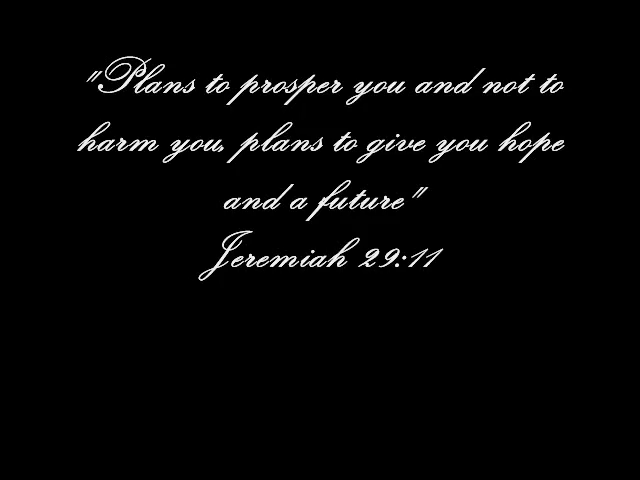 "Plans to prosper you and not to
harm you, plans to give you hope
and a future"
Jeremiah 29:11